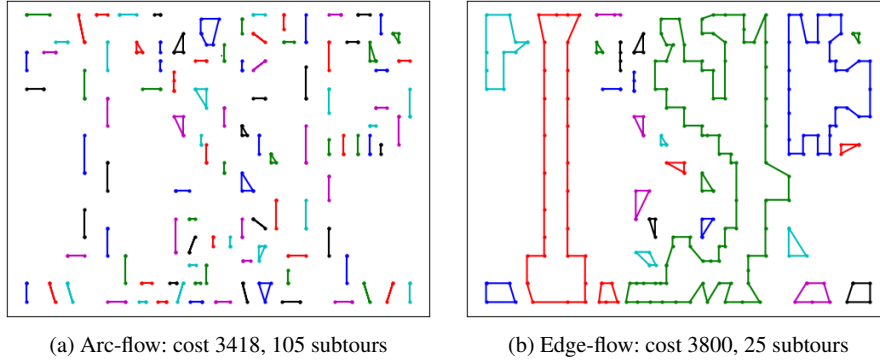 (a) Arc-flow: cost 3418, 105 subtours
(b) Edge-flow: cost 3800, 25 subtours